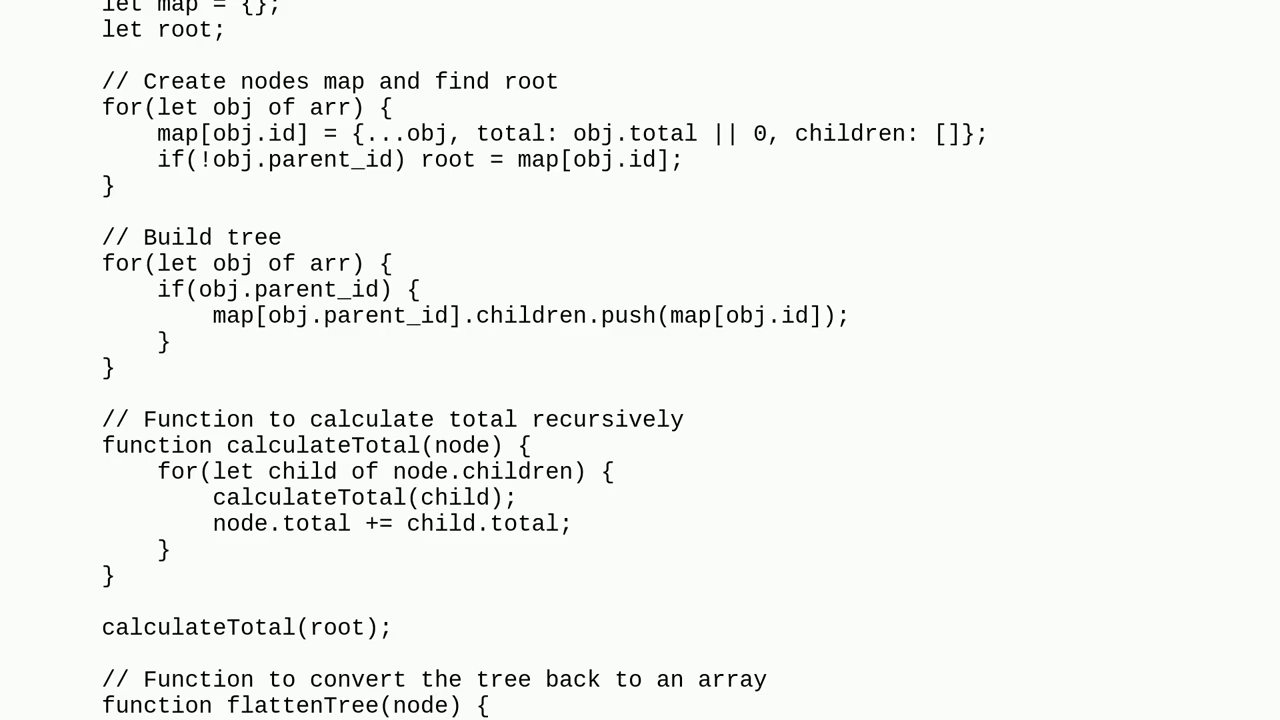 let map = {};
let root;
// Create nodes map and find root
for(let obj of arr) {
    map[obj.id] = {...obj, total: obj.total || 0, children: []};
    if(!obj.parent_id) root = map[obj.id];
}
// Build tree
for(let obj of arr) {
    if(obj.parent_id) {
        map[obj.parent_id].children.push(map[obj.id]);
    }
}
// Function to calculate total recursively
function calculateTotal(node) {
    for(let child of node.children) {
        calculateTotal(child);
        node.total += child.total;
    }
}
calculateTotal(root);
// Function to convert the tree back to an array
function flattenTree(node) {